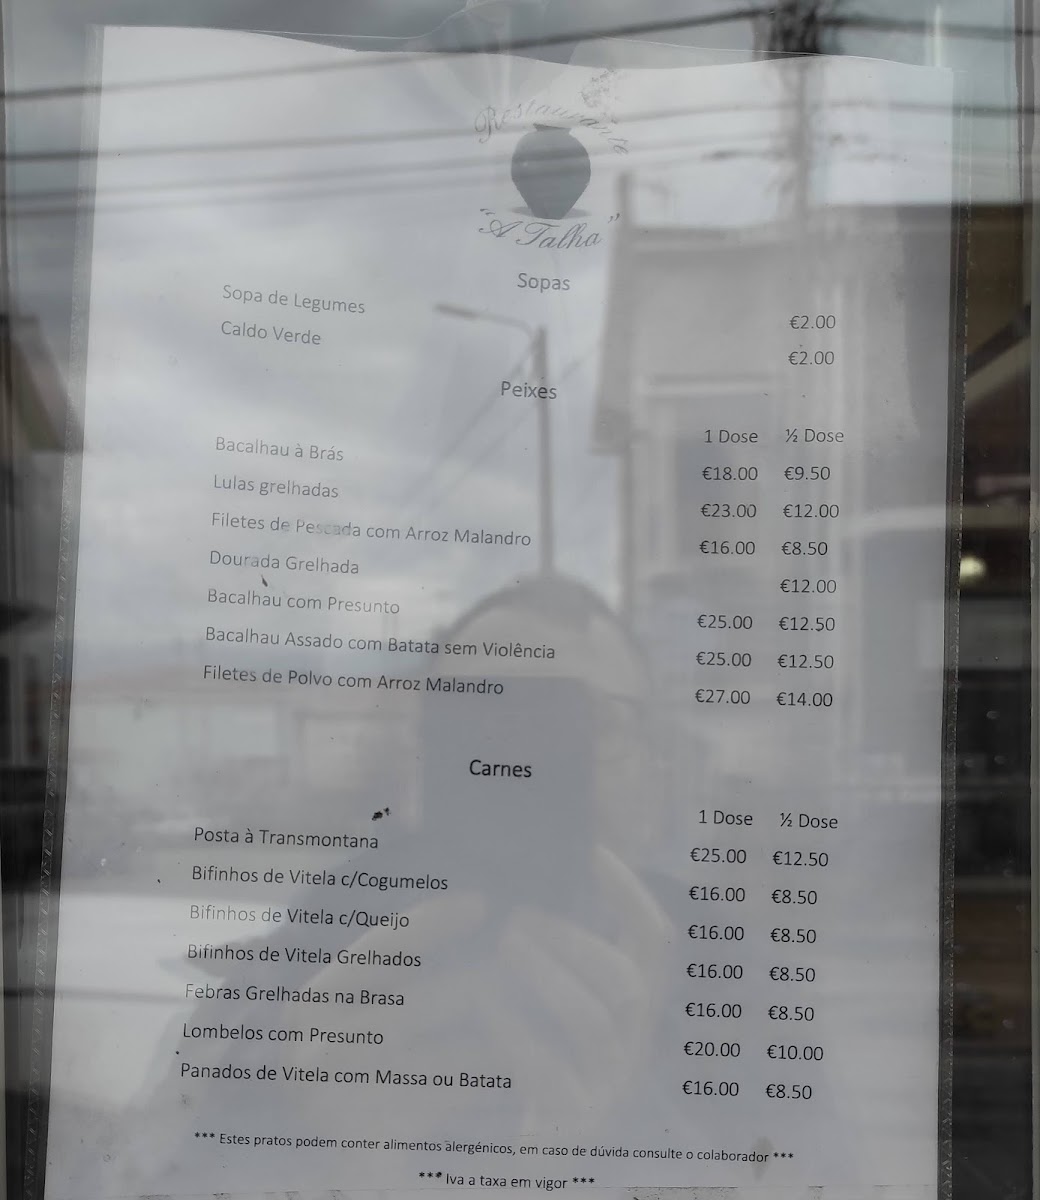 Restaurante
"A Talha"
Sopas
Sopa de Legumes €2.00
Caldo Verde €2.00
Peixes
1 Dose ½ Dose
Bacalhau à Brás €18.00 €9.50
Lulas grelhadas €23.00 €12.00
Filetes de Pescada com Arroz Malandro €16.00 €8.50
Dourada Grelhada €12.00
Bacalhau com Presunto €25.00 €12.50
Bacalhau Assado com Batata sem Violência €25.00 €12.50
Filetes de Polvo com Arroz Malandro €27.00 €14.00
Carnes
1 Dose ½ Dose
Posta à Transmontana €25.00 €12.50
Bifinhos de Vitela c/Cogumelos €16.00 €8.50
Bifinhos de Vitela c/Queijo €16.00 €8.50
Bifinhos de Vitela Grelhados €16.00 €8.50
Febras Grelhadas na Brasa €16.00 €8.50
Lombelos com Presunto €20.00 €10.00
Panados de Vitela com Massa ou Batata €16.00 €8.50
*** Estes pratos podem conter alimentos alergénicos, em caso de dúvida consulte o colaborador ***
*** Iva a taxa em vigor ***